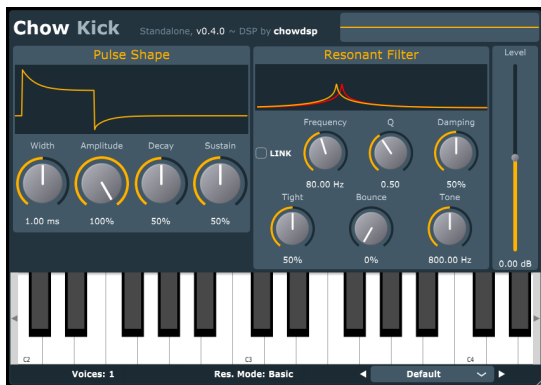 Chow Kick Standalone, v0.4.0 ~ DSP by chowdsp
Pulse Shape
Width Amplitude Decay Sustain
1.00 ms 100% 50% 50%
Resonant Filter
Frequency Q Damping
LINK
80.00 Hz 0.50 50%
Tight Bounce Tone
50% 0% 800.00 Hz
Level
0.00 dB
C2 C3 C4
Voices: 1 Res. Mode: Basic Default